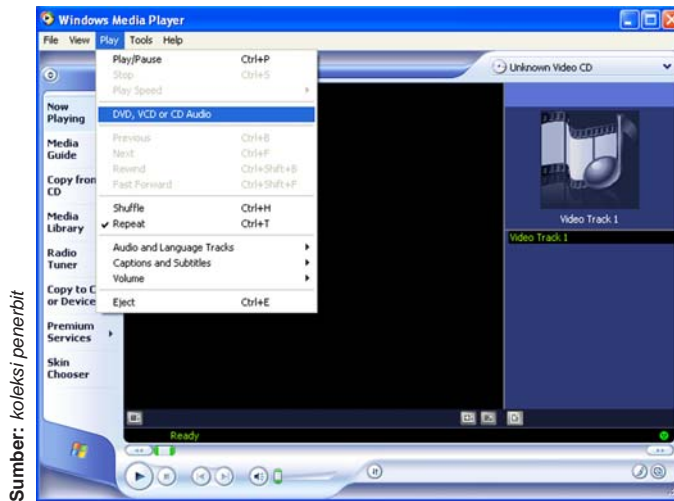 Windows Media Player
File View Play Tools Help
Play/Pause Ctrl+P
Stop Ctrl+S
Play Speed
DVD, VCD or CD Audio
Previous Ctrl+B
Next Ctrl+F
Rewind Ctrl+Shift+B
Fast Forward Ctrl+Shift+F
Shuffle Ctrl+H
Repeat Ctrl+T
Audio and Language Tracks
Captions and Subtitles
Volume
Eject Ctrl+E
Now
Playing
Media
Guide
Copy from
CD
Media
Library
Radio
Tuner
Copy to C
or Device
Premium
Services
Skin
Chooser
Unknown Video CD
Video Track 1
Video Track 1
Ready
Sumber: koleksi penerbit